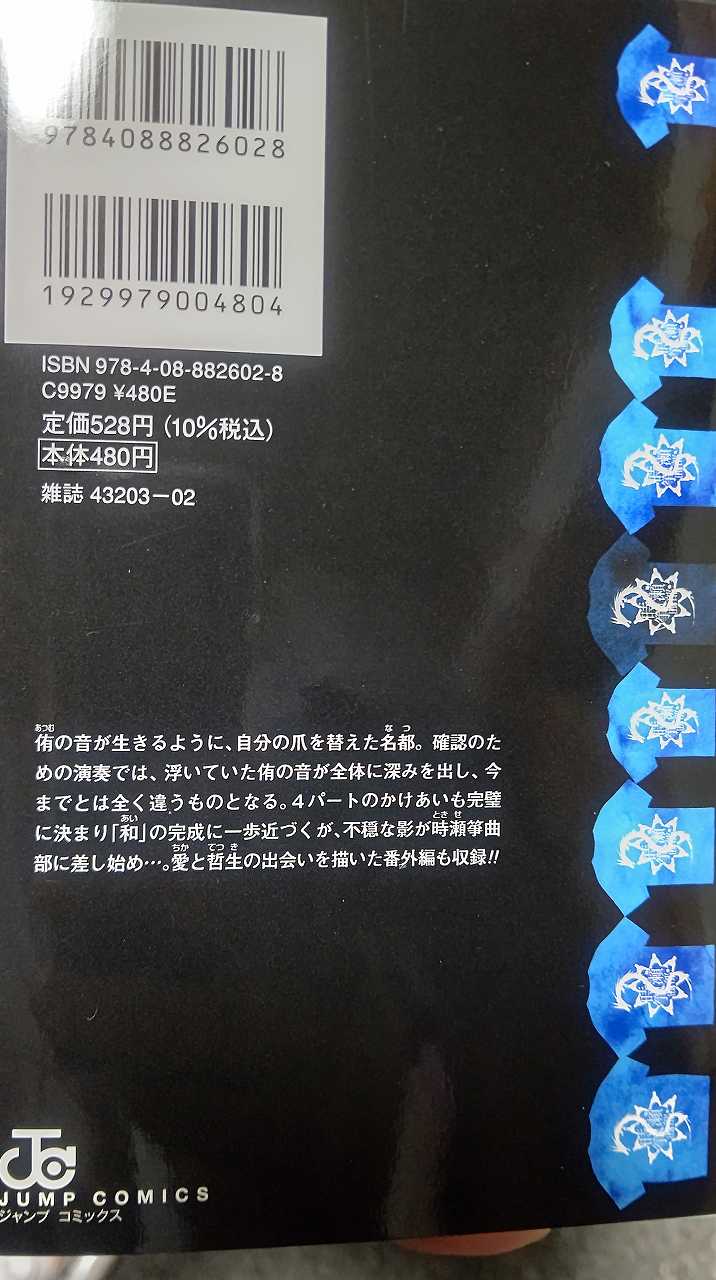 9784088826028
1929979004804
ISBN 978-4-08-882602-8
C9979 ¥480E
定価528円(10%税込)
本体480円
雑誌 43203-02
侑の音が生きるように、自分の爪を替えた名都。確認のた
めの演奏では、浮いていた侑の音が全体に深みを出し、今
までとは全く違うものとなる。4パートのかけあいも完璧
に決まり「和」の完成に一歩近づくが、不穏な影が時瀬箏曲
部に差し始め…。愛と哲生の出会いを描いた番外編も収録!!
JUMP COMICS
ジャンプ コミックス